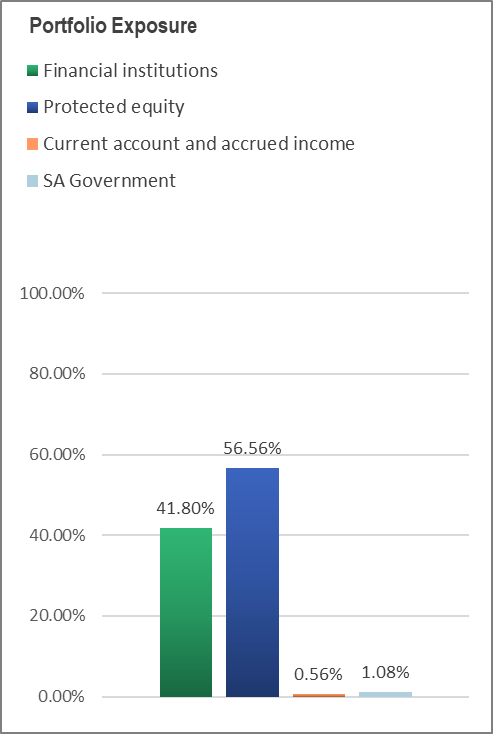 Portfolio Exposure
Financial institutions
Protected equity
Current account and accrued income
SA Government
100.00%
80.00%
60.00%
56.56%
41.80%
40.00%
20.00%
0.56%
1.08%
0.00%